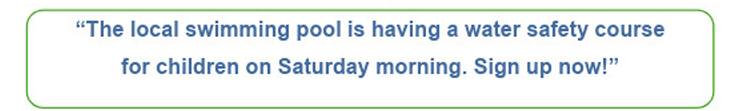 “The local swimming pool is having a water safety course
for children on Saturday morning. Sign up now!”